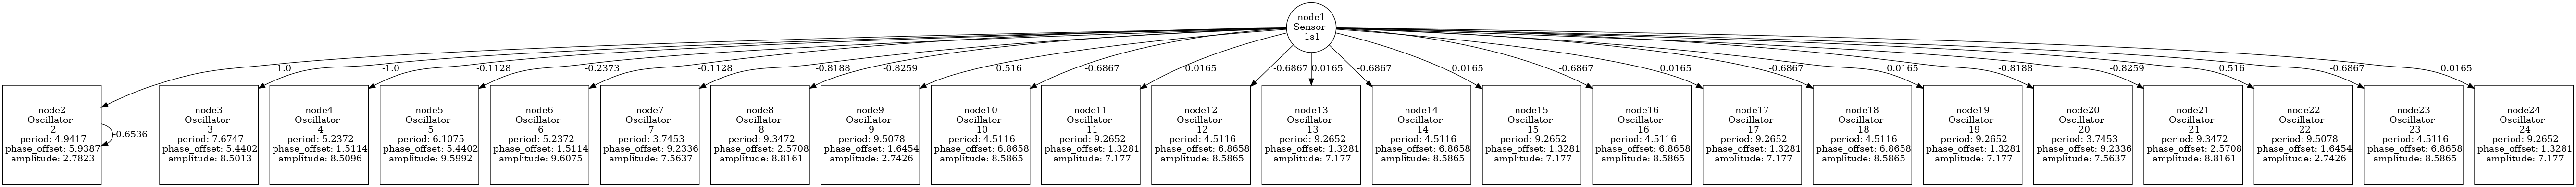 node1
Sensor
1s1
1.0
-1.0
-0.1128
-0.2373
-0.1128
-0.8188
-0.8259
0.516
-0.6867
0.0165
-0.6867
0.0165
-0.6867
0.0165
-0.6867
0.0165
-0.6867
0.0165
-0.8188
-0.8259
0.516
-0.6867
0.0165
node2
Oscillator
2
period: 4.9417
phase_offset: 5.9387
amplitude: 2.7823
-0.6536
node3
Oscillator
3
period: 7.6747
phase_offset: 5.4402
amplitude: 8.5013
node4
Oscillator
4
period: 5.2372
phase_offset: 1.5114
amplitude: 8.5096
node5
Oscillator
5
period: 6.1075
phase_offset: 5.4402
amplitude: 9.5992
node6
Oscillator
6
period: 5.2372
phase_offset: 1.5114
amplitude: 9.6075
node7
Oscillator
7
period: 3.7453
phase_offset: 9.2336
amplitude: 7.5637
node8
Oscillator
8
period: 9.3472
phase_offset: 2.5708
amplitude: 8.8161
node9
Oscillator
9
period: 9.5078
phase_offset: 1.6454
amplitude: 2.7426
node10
Oscillator
10
period: 4.5116
phase_offset: 6.8658
amplitude: 8.5865
node11
Oscillator
11
period: 9.2652
phase_offset: 1.3281
amplitude: 7.177
node12
Oscillator
12
period: 4.5116
phase_offset: 6.8658
amplitude: 8.5865
node13
Oscillator
13
period: 9.2652
phase_offset: 1.3281
amplitude: 7.177
node14
Oscillator
14
period: 4.5116
phase_offset: 6.8658
amplitude: 8.5865
node15
Oscillator
15
period: 9.2652
phase_offset: 1.3281
amplitude: 7.177
node16
Oscillator
16
period: 4.5116
phase_offset: 6.8658
amplitude: 8.5865
node17
Oscillator
17
period: 9.2652
phase_offset: 1.3281
amplitude: 7.177
node18
Oscillator
18
period: 4.5116
phase_offset: 6.8658
amplitude: 8.5865
node19
Oscillator
19
period: 9.2652
phase_offset: 1.3281
amplitude: 7.177
node20
Oscillator
20
period: 3.7453
phase_offset: 9.2336
amplitude: 7.5637
node21
Oscillator
21
period: 9.3472
phase_offset: 2.5708
amplitude: 8.8161
node22
Oscillator
22
period: 9.5078
phase_offset: 1.6454
amplitude: 2.7426
node23
Oscillator
23
period: 4.5116
phase_offset: 6.8658
amplitude: 8.5865
node24
Oscillator
24
period: 9.2652
phase_offset: 1.3281
amplitude: 7.177